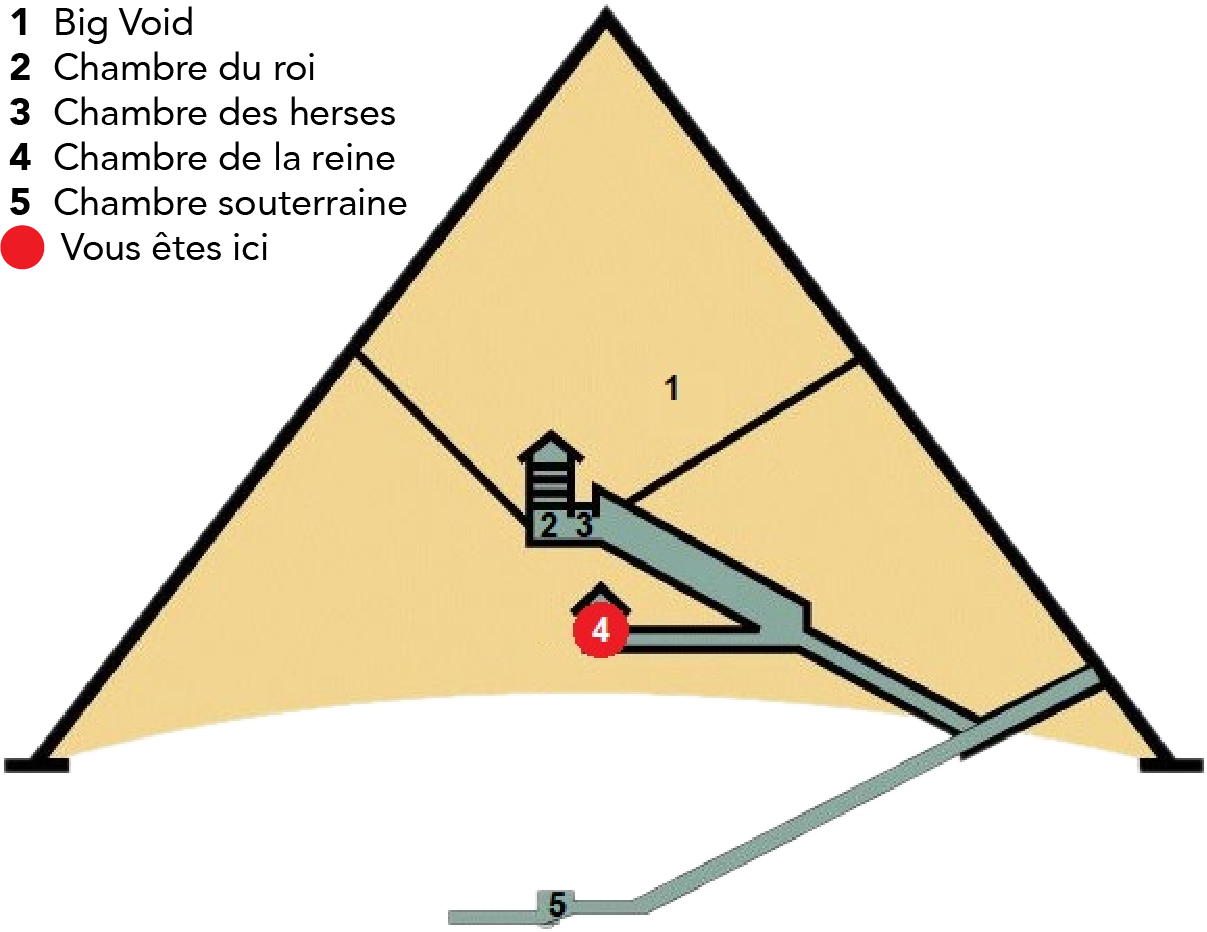 1 Big Void
2 Chambre du roi
3 Chambre des herses
4 Chambre de la reine
5 Chambre souterraine
Vous êtes ici
1
2 3
4
5